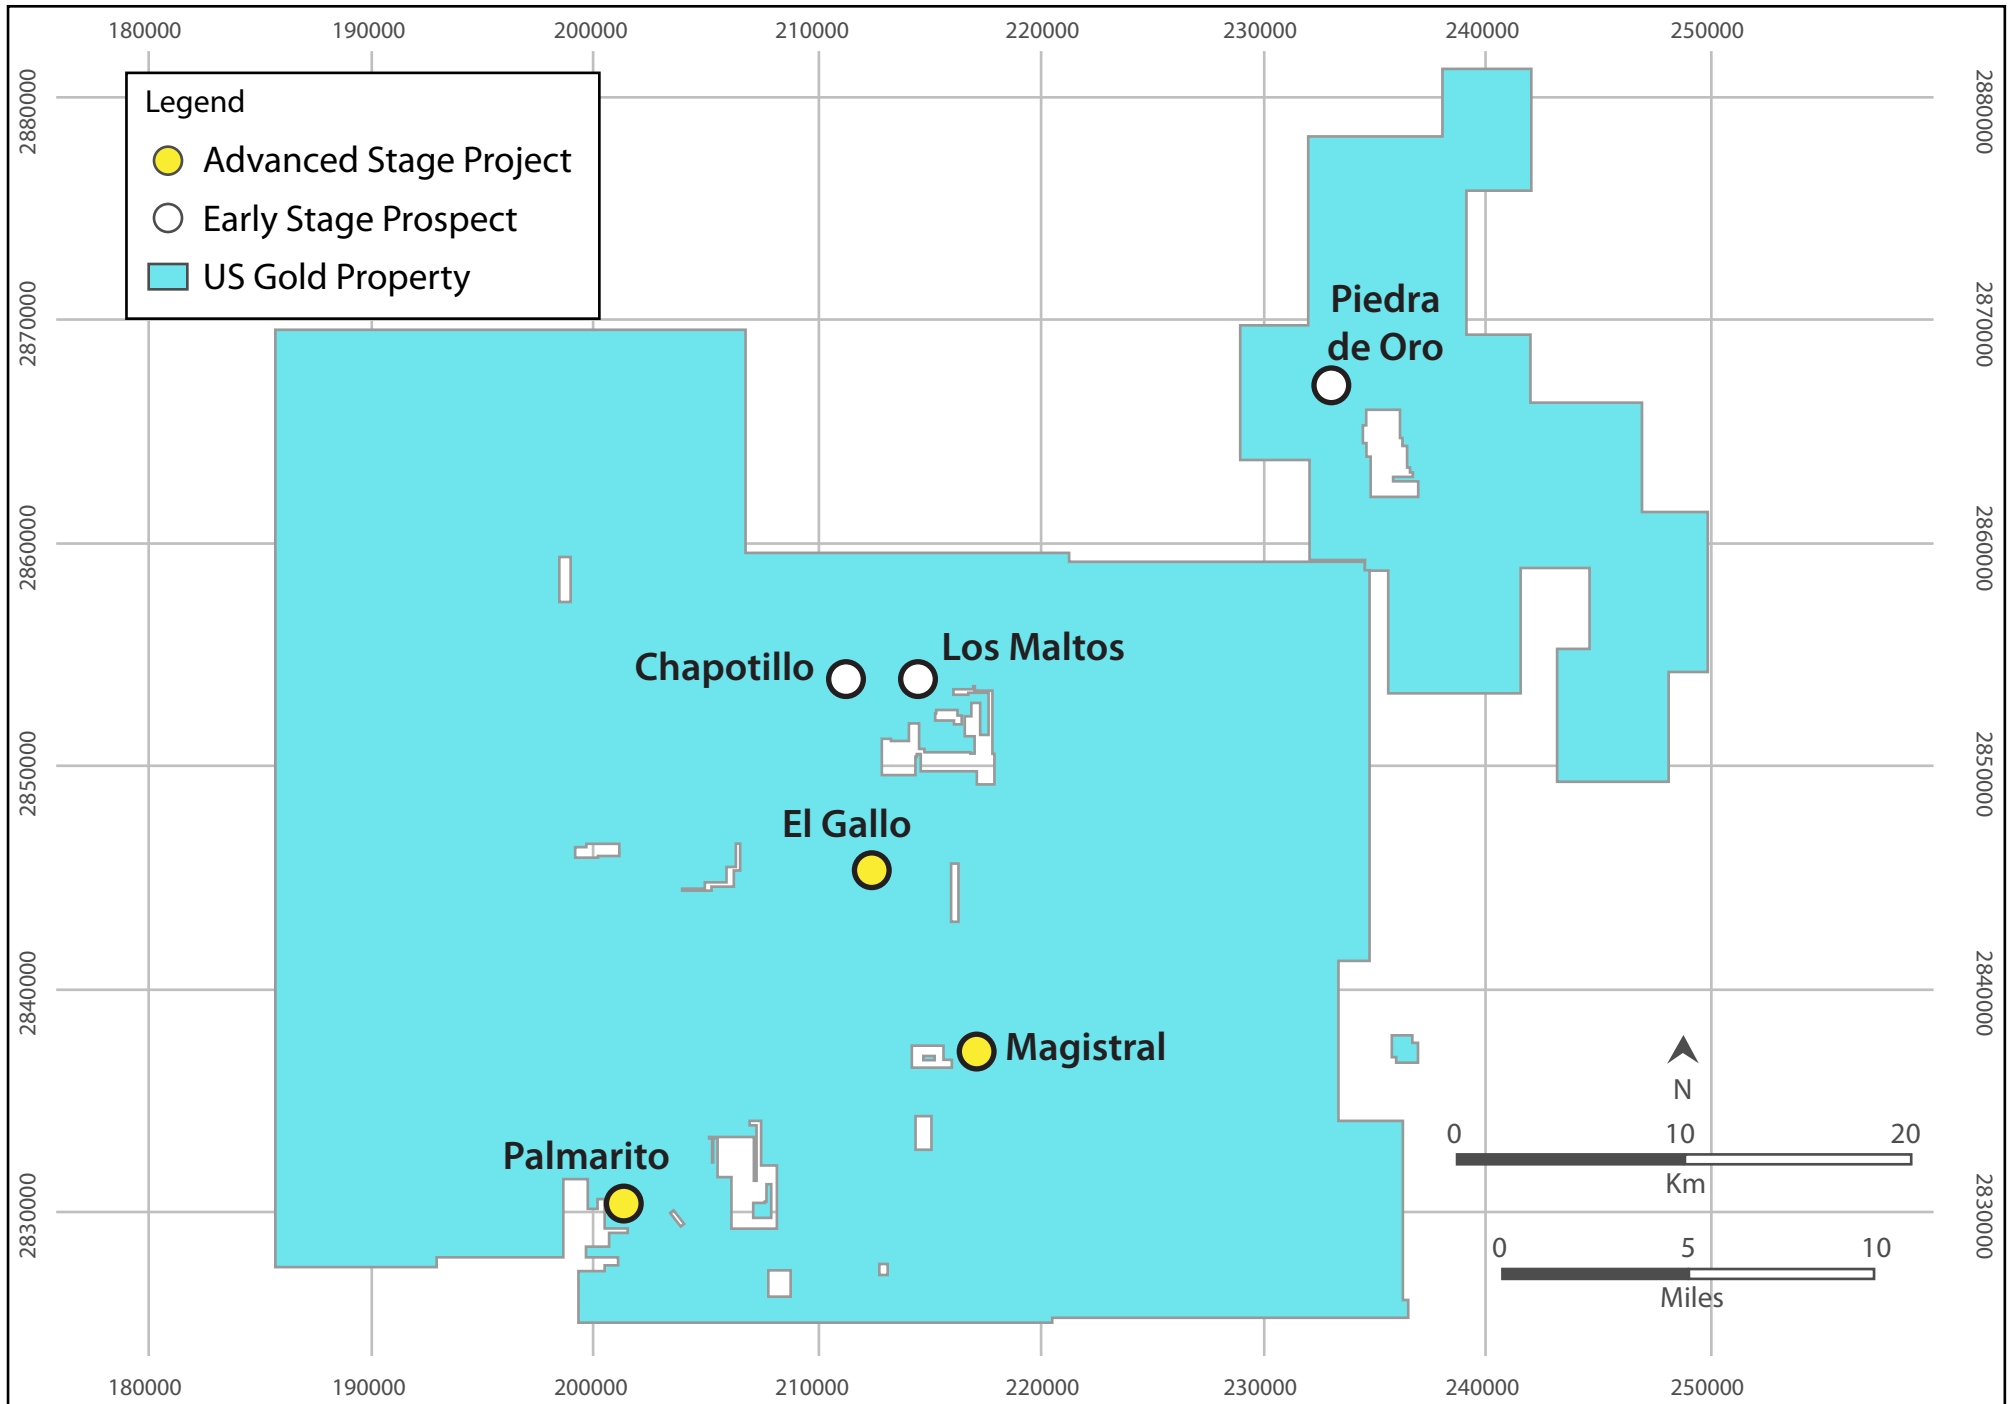 180000 190000 200000 210000 220000 230000 240000 250000
2880000 2880000
Legend
Advanced Stage Project
Early Stage Prospect
US Gold Property
2870000 2870000
Piedra
de Oro
2860000 2860000
Chapotillo
Los Maltos
2850000 2850000
El Gallo
2840000 2840000
Magistral
N
0 10 20
Km
Palmarito
2830000 2830000
0 5 10
Miles
180000 190000 200000 210000 220000 230000 240000 250000